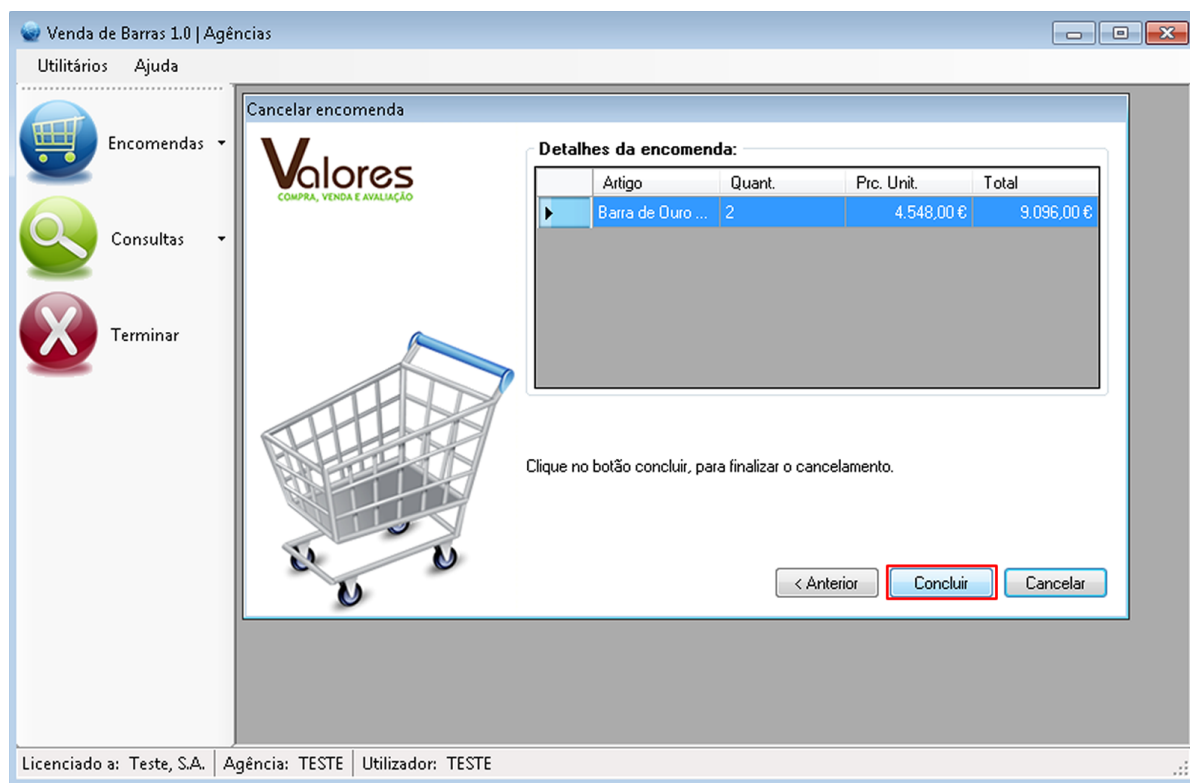 Venda de Barras 1.0 | Agências
Utilitários Ajuda
Encomendas
Consultas
Terminar
Cancelar encomenda
Valores
COMPRA, VENDA E AVALIAÇÃO
Detalhes da encomenda:
Artigo Quant. Prc. Unit. Total
Barra de Ouro ... 2 4.548,00 € 9.096,00 €
Clique no botão concluir, para finalizar o cancelamento.
< Anterior Concluir Cancelar
Licenciado a: Teste, S.A. Agência: TESTE Utilizador: TESTE